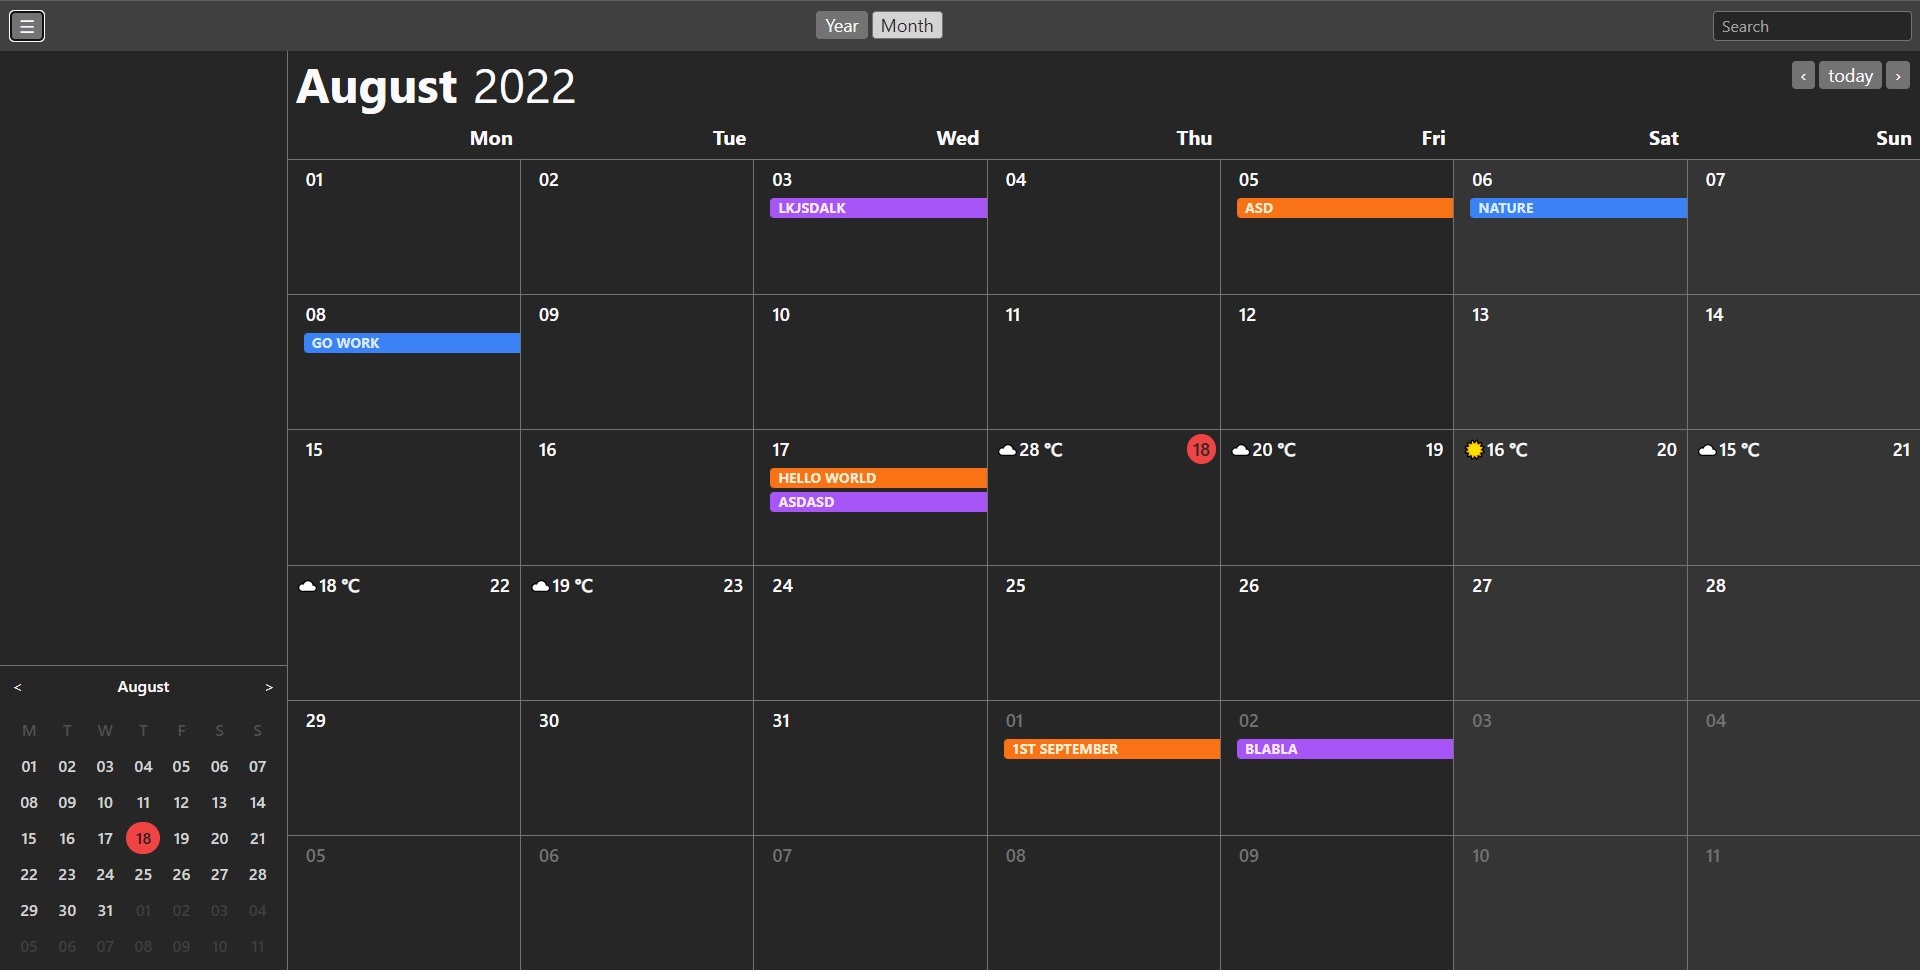 ☰ Year Month Search
August 2022 ‹ today ›
Mon Tue Wed Thu Fri Sat Sun
01 02 03 04 05 06 07
LKJSDALK ASD NATURE
08 09 10 11 12 13 14
GO WORK
15 16 17 28 °C 18 20 °C 19 16 °C 20 15 °C 21
HELLO WORLD
ASDASD
18 °C 22 19 °C 23 24 25 26 27 28
29 30 31 01 02 03 04
1ST SEPTEMBER BLABLA
05 06 07 08 09 10 11
< August >
M T W T F S S
01 02 03 04 05 06 07
08 09 10 11 12 13 14
15 16 17 18 19 20 21
22 23 24 25 26 27 28
29 30 31 01 02 03 04
05 06 07 08 09 10 11